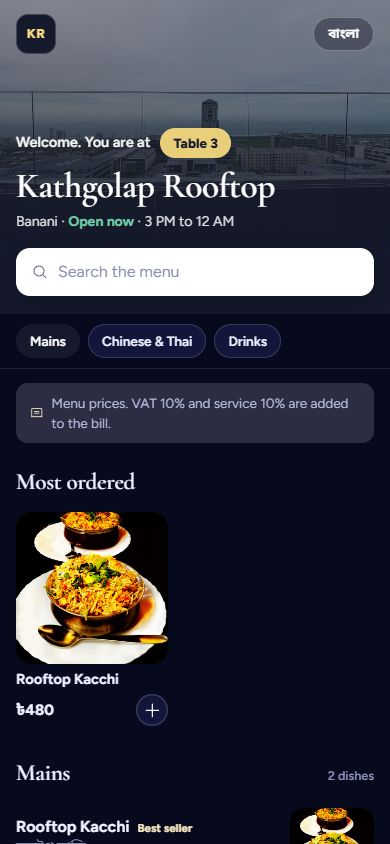 KR
বাংলা
Welcome. You are at Table 3
Kathgolap Rooftop
Banani · Open now · 3 PM to 12 AM
Search the menu
Mains
Chinese & Thai
Drinks
Menu prices. VAT 10% and service 10% are added
to the bill.
Most ordered
Rooftop Kacchi
৳480
Mains
2 dishes
Rooftop Kacchi Best seller